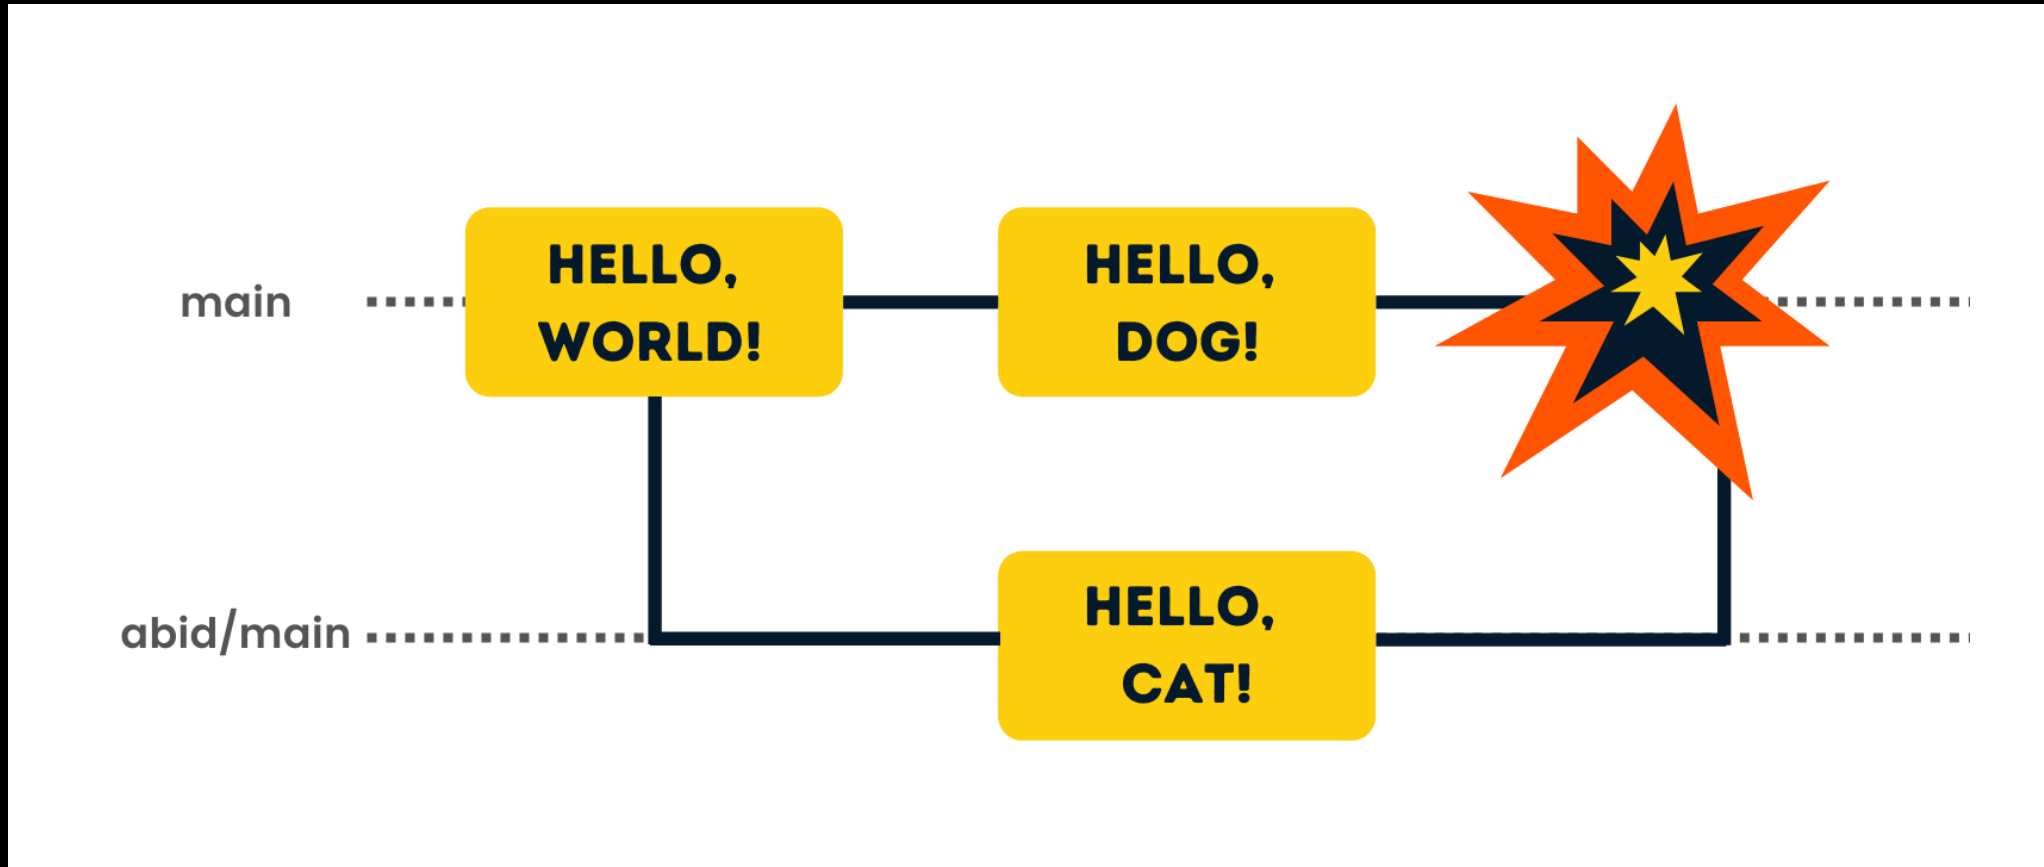 main
HELLO,
WORLD!
HELLO,
DOG!
abid/main
HELLO,
CAT!